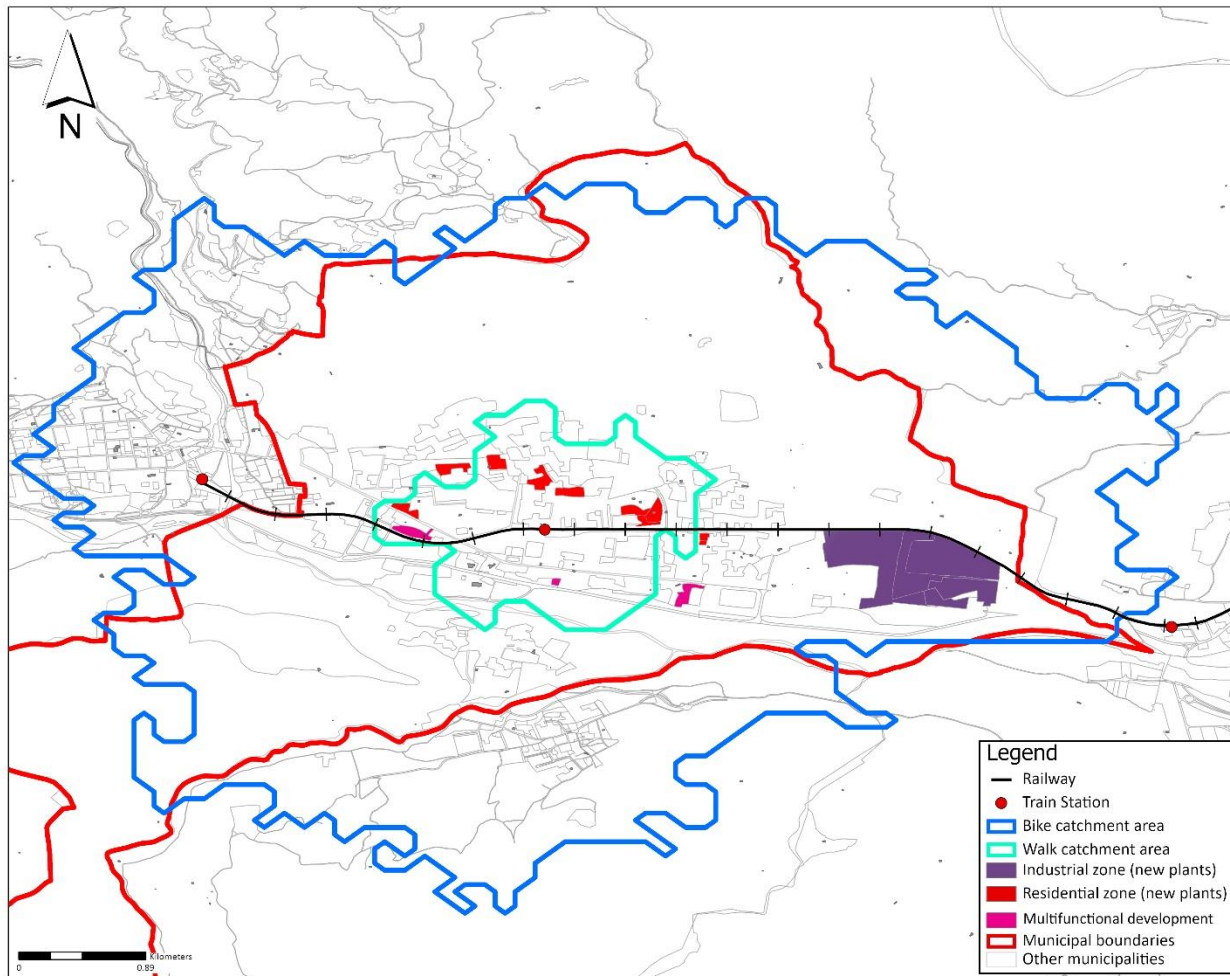 N
Legend
Railway
Train Station
Bike catchment area
Walk catchment area
Industrial zone (new plants)
Residential zone (new plants)
Multifunctional development
Municipal boundaries
Other municipalities
Kilometers
0 0.89